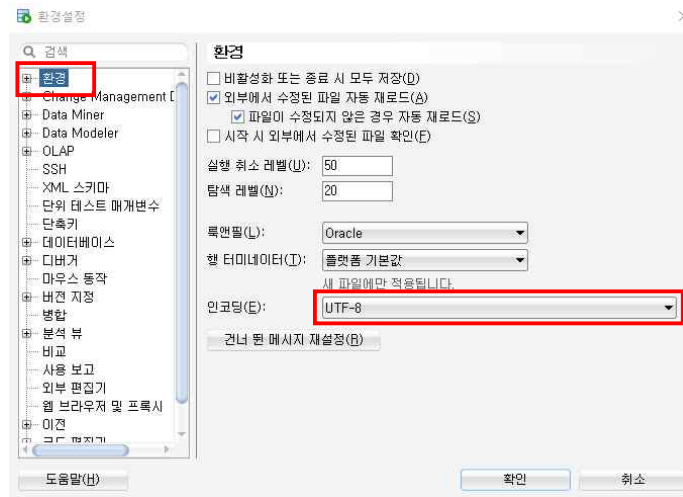 환경설정
검색
환경
Change Management
Data Miner
Data Modeler
OLAP
SSH
XML 스키마
단위 테스트 매개변수
단축키
데이터베이스
디버거
마우스 동작
버전 지정
병합
분석 뷰
비교
사용 보고
외부 편집기
웹 브라우저 및 프록시
이전
코드 편집기
환경
비활성화 또는 종료 시 모두 저장(D)
외부에서 수정된 파일 자동 재로드(A)
파일이 수정되지 않은 경우 자동 재로드(S)
시작 시 외부에서 수정된 파일 확인(F)
실행 취소 레벨(U): 50
탐색 레벨(N): 20
룩앤필(L): Oracle
행 터미네이터(T): 플랫폼 기본값
새 파일에만 적용됩니다.
인코딩(E): UTF-8
건너 뛴 메시지 재설정(R)
도움말(H)
확인
취소